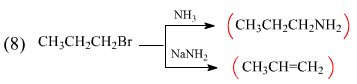 NH₃
(CH₃CH₂CH₂NH₂)
(8) CH₃CH₂CH₂Br
NaNH₂
(CH₃CH=CH₂)